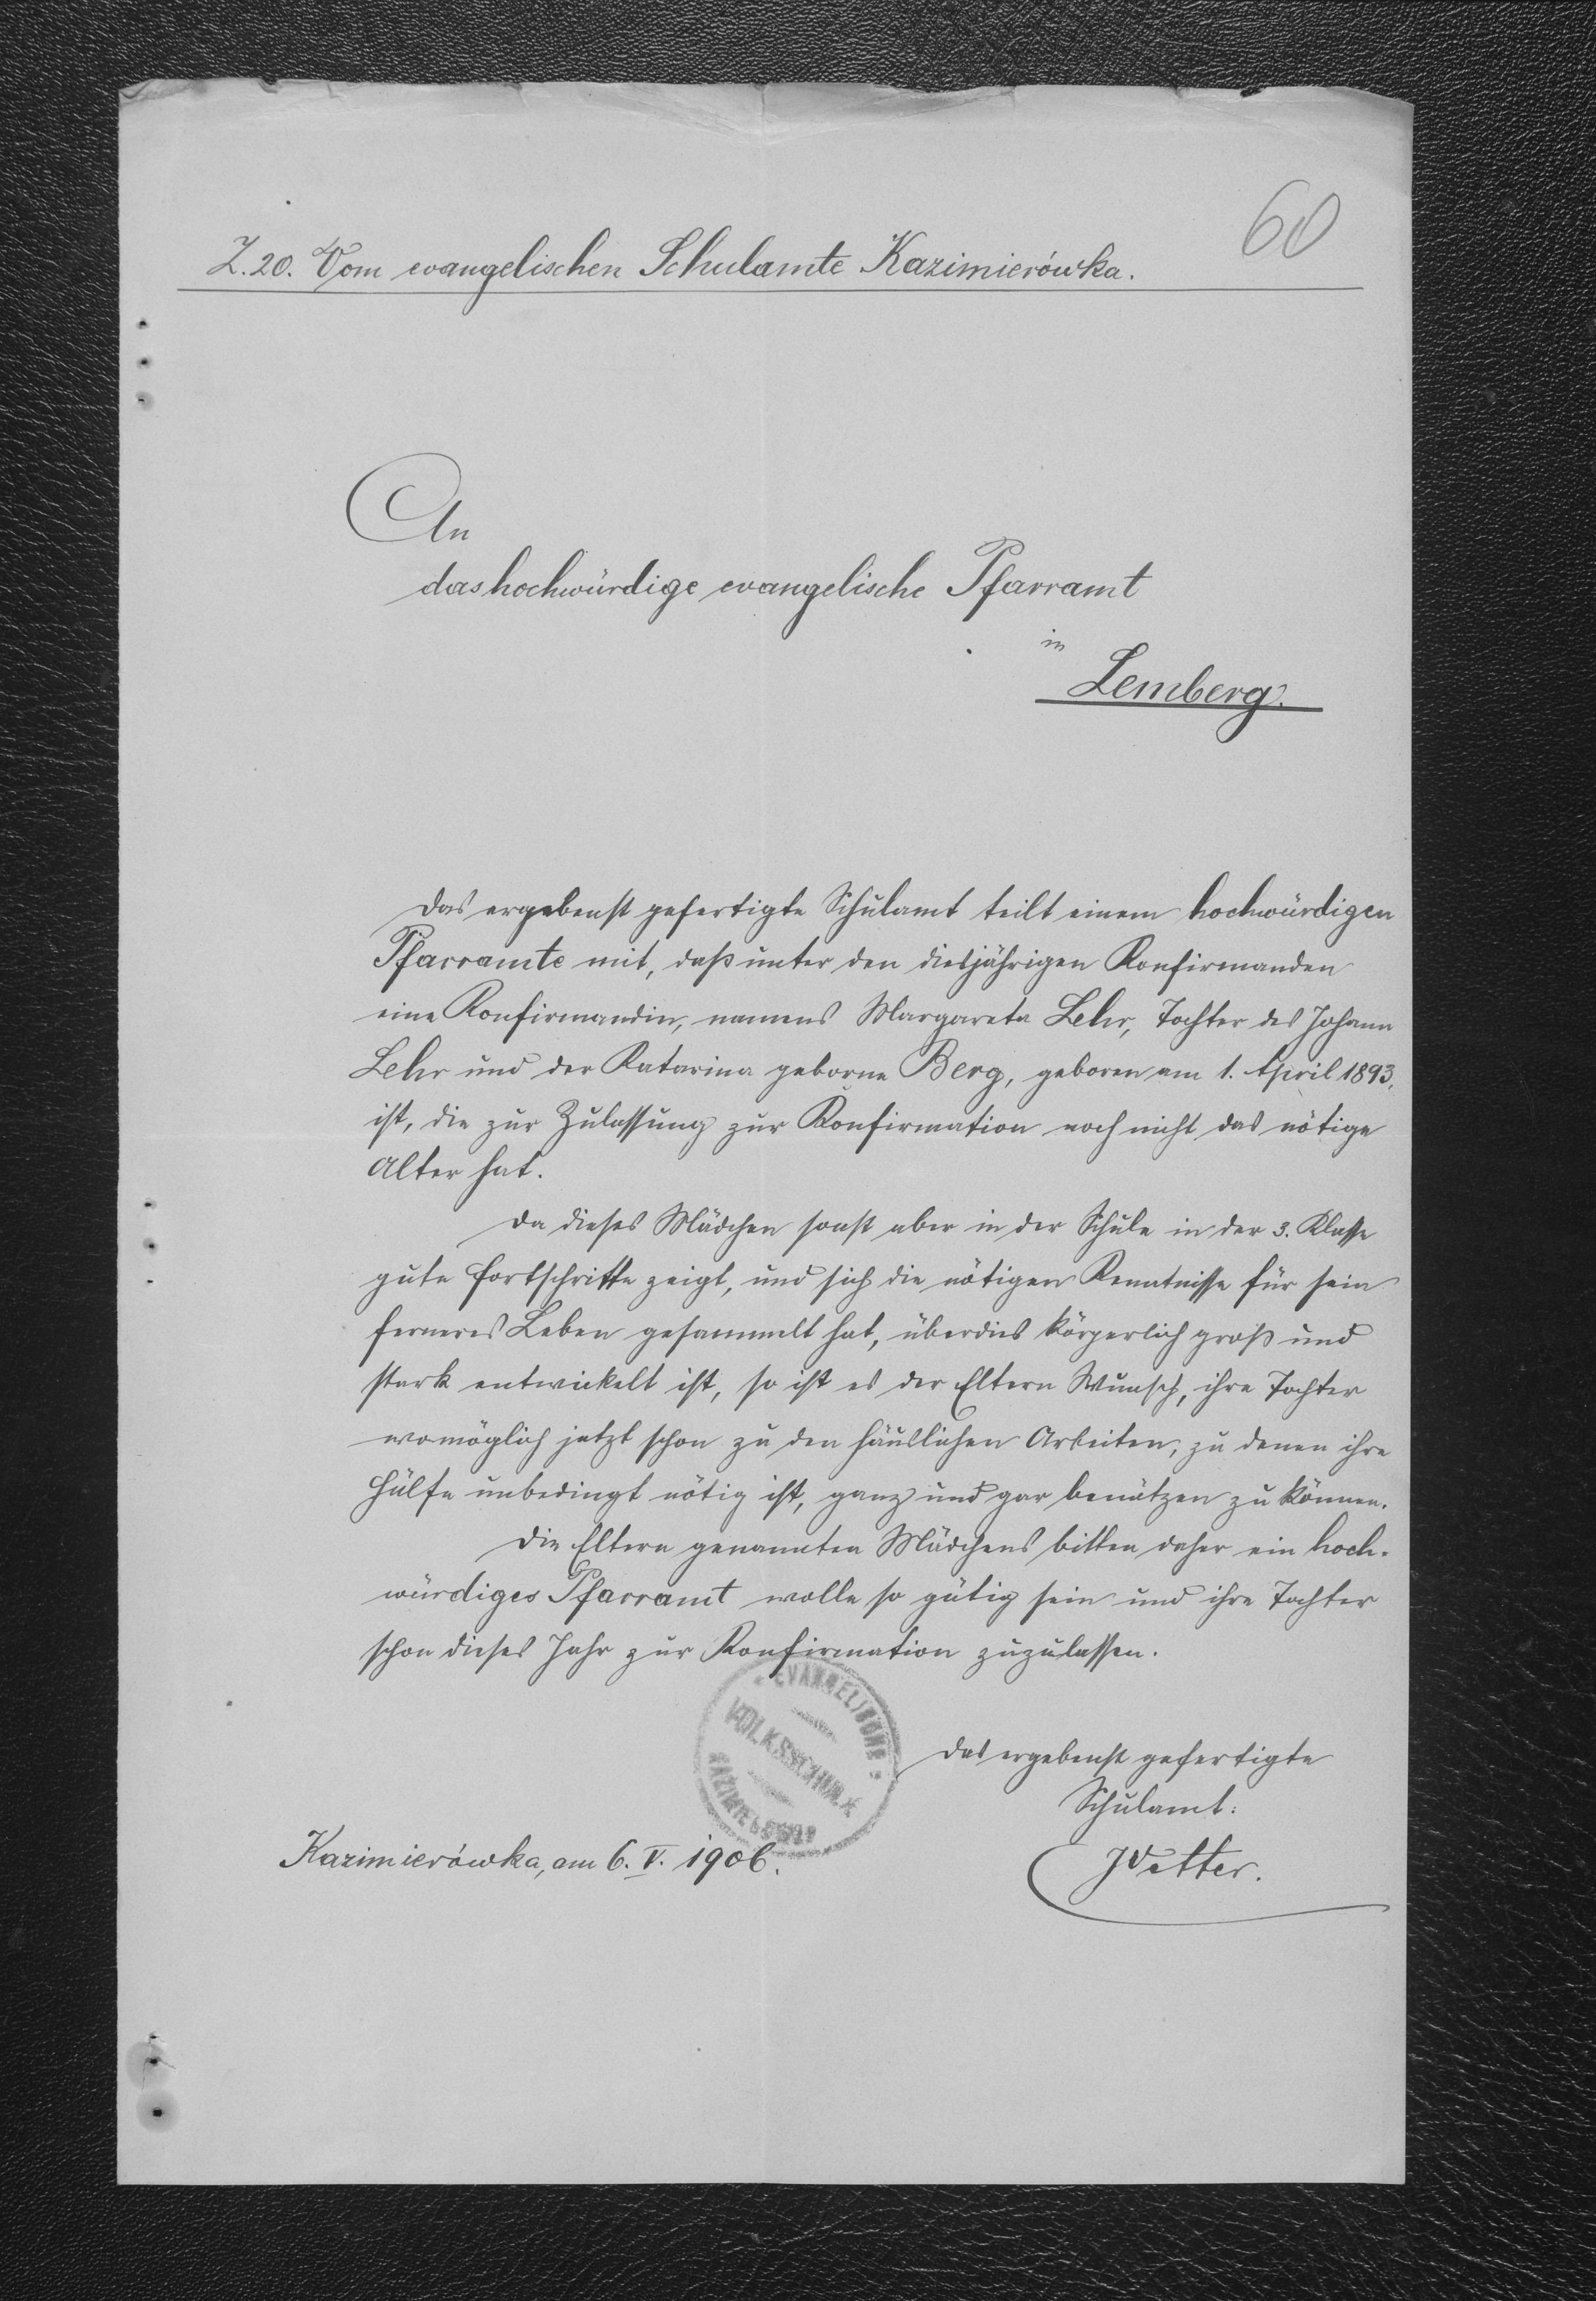 60
Z. 20. Vom evangelischen Schulamte Kazimierówka.
An
das hochwürdige evangelische Pfarramt
in
Lemberg.
Das ergebenst gefertigte Schulamt teilt einem hochwürdigen
Pfarramte mit, daß unter den diesjährigen Konfirmanden
eine Konfirmandin, namens Margareta Lehr, Tochter des Johann
Lehr und der Katarina geborne Berg, geboren am 1. April 1893,
ist, die zur Zulassung zur Konfirmation noch nicht das nötige
Alter hat.
Da dieses Mädchen sonst aber in der Schule in der 3. Klasse
gute Fortschritte zeigt, und sich die nötigen Kenntnisse für sein
ferneres Leben gesammelt hat, überdies körperlich groß und
stark entwickelt ist, so ist es der Eltern Wunsch, ihre Tochter
womöglich jetzt schon zu den häuslichen Arbeiten, zu denen ihre
Hülfe unbedingt nötig ist, ganz und gar benützen zu können.
Die Eltern genannten Mädchens bitten daher ein hoch-
würdiges Pfarramt wolle so gütig sein und ihre Tochter
schon dieses Jahr zur Konfirmation zuzulassen.
EVANGELISCHE
VOLKSSCHULE
Das ergebenst gefertigte
Schulamt:
Kazimierówka, am 6. V. 1906.
JVetter.